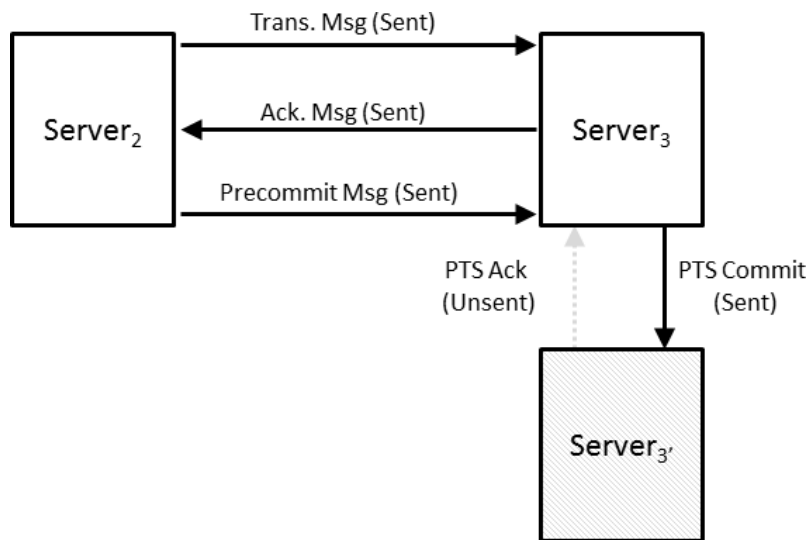 Trans. Msg (Sent)
Server₂
Ack. Msg (Sent)
Server₃
Precommit Msg (Sent)
PTS Ack
(Unsent)
PTS Commit
(Sent)
Server₃'